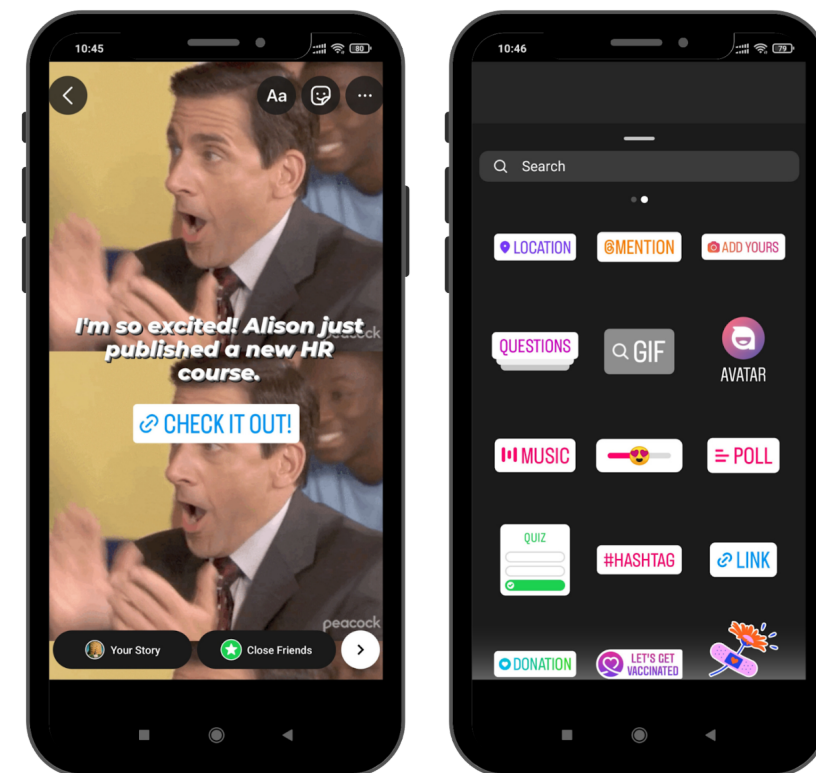 10:45
80
Aa
peacock
I'm so excited! Alison just
published a new HR
course.
CHECK IT OUT!
peacock
Your Story
Close Friends
10:46
79
Search
LOCATION
@MENTION
ADD YOURS
QUESTIONS
GIF
AVATAR
MUSIC
POLL
QUIZ
#HASHTAG
LINK
DONATION
LET'S GET
VACCINATED